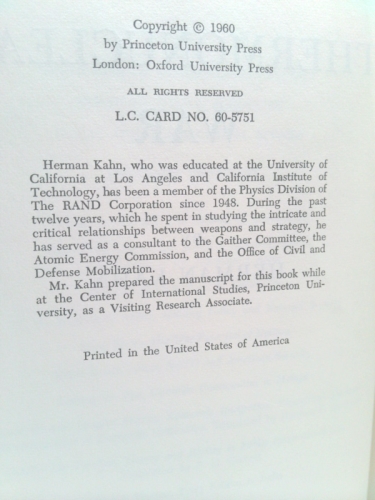 Copyright © 1960
by Princeton University Press
London: Oxford University Press
ALL RIGHTS RESERVED
L.C. CARD NO. 60-5751
Herman Kahn, who was educated at the University of
California at Los Angeles and California Institute of
Technology, has been a member of the Physics Division of
The RAND Corporation since 1948. During the past
twelve years, which he spent in studying the intricate and
critical relationships between weapons and strategy, he
has served as a consultant to the Gaither Committee, the
Atomic Energy Commission, and the Office of Civil and
Defense Mobilization.
Mr. Kahn prepared the manuscript for this book while
at the Center of International Studies, Princeton Uni-
versity, as a Visiting Research Associate.
Printed in the United States of America